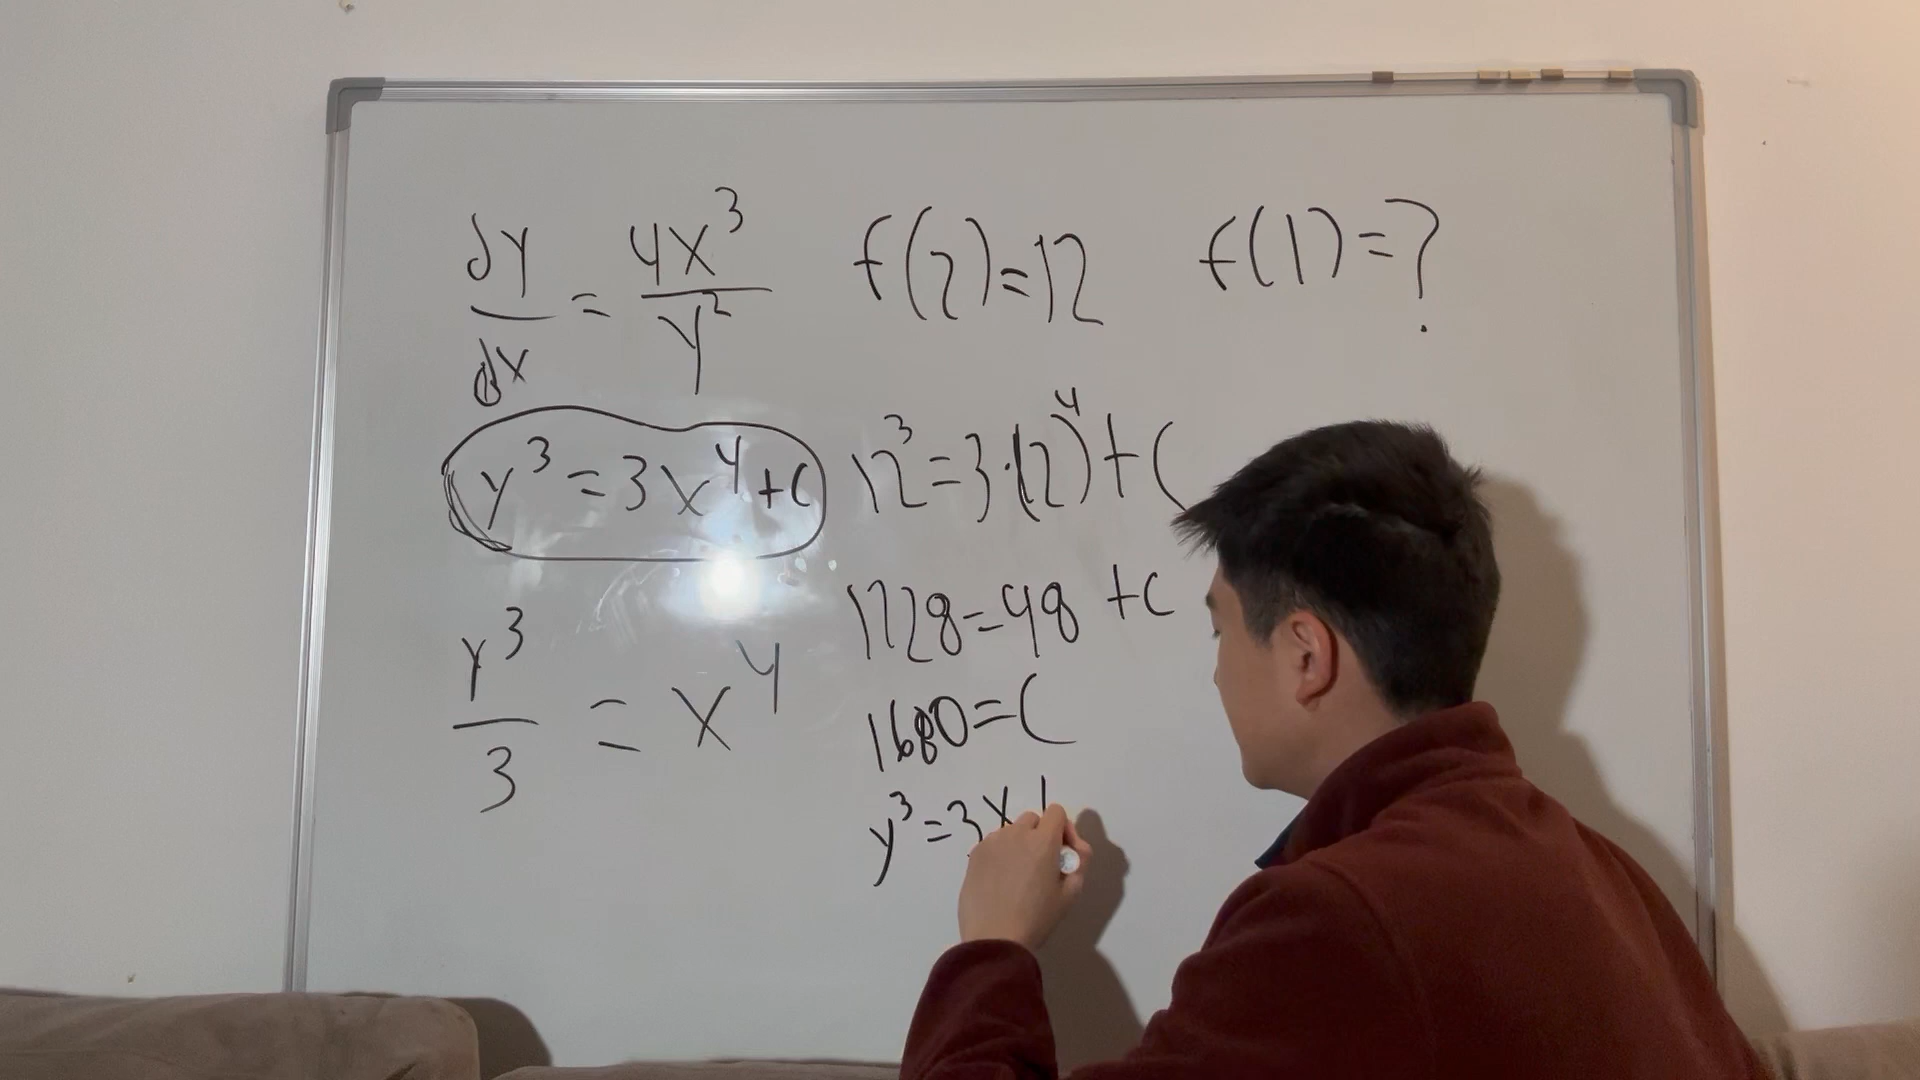 dy/dx = 4x³/y² f(2)=12 f(1)=?
y³=3x⁴+C
y³/3 = x⁴
12³=3·(2)⁴+C
1728=48 +C
1680=C
y³=3x